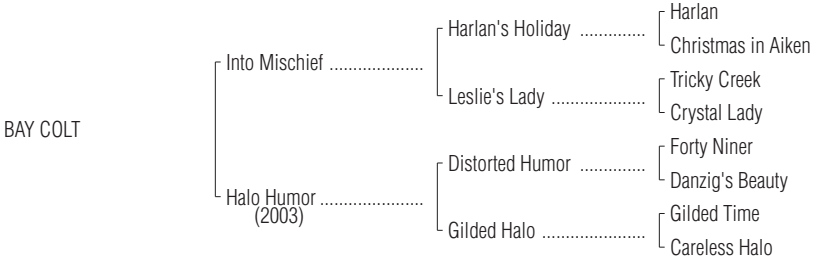 Harlan
Harlan's Holiday ..............
Christmas in Aiken
Into Mischief ....................
Tricky Creek
Leslie's Lady ....................
Crystal Lady
BAY COLT
Forty Niner
Distorted Humor ..............
Danzig's Beauty
Halo Humor ......................
(2003)
Gilded Time
Gilded Halo ......................
Careless Halo